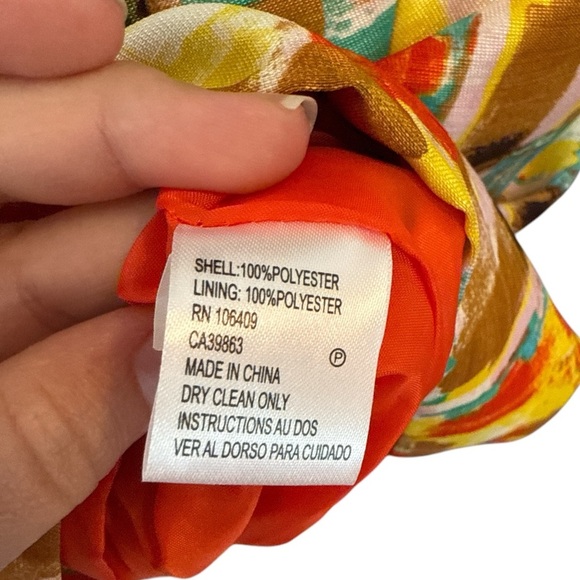 SHELL:100%POLYESTER
LINING: 100%POLYESTER
RN 106409
CA39863
MADE IN CHINA
DRY CLEAN ONLY
INSTRUCTIONS AU DOS
VER AL DORSO PARA CUIDADO
P